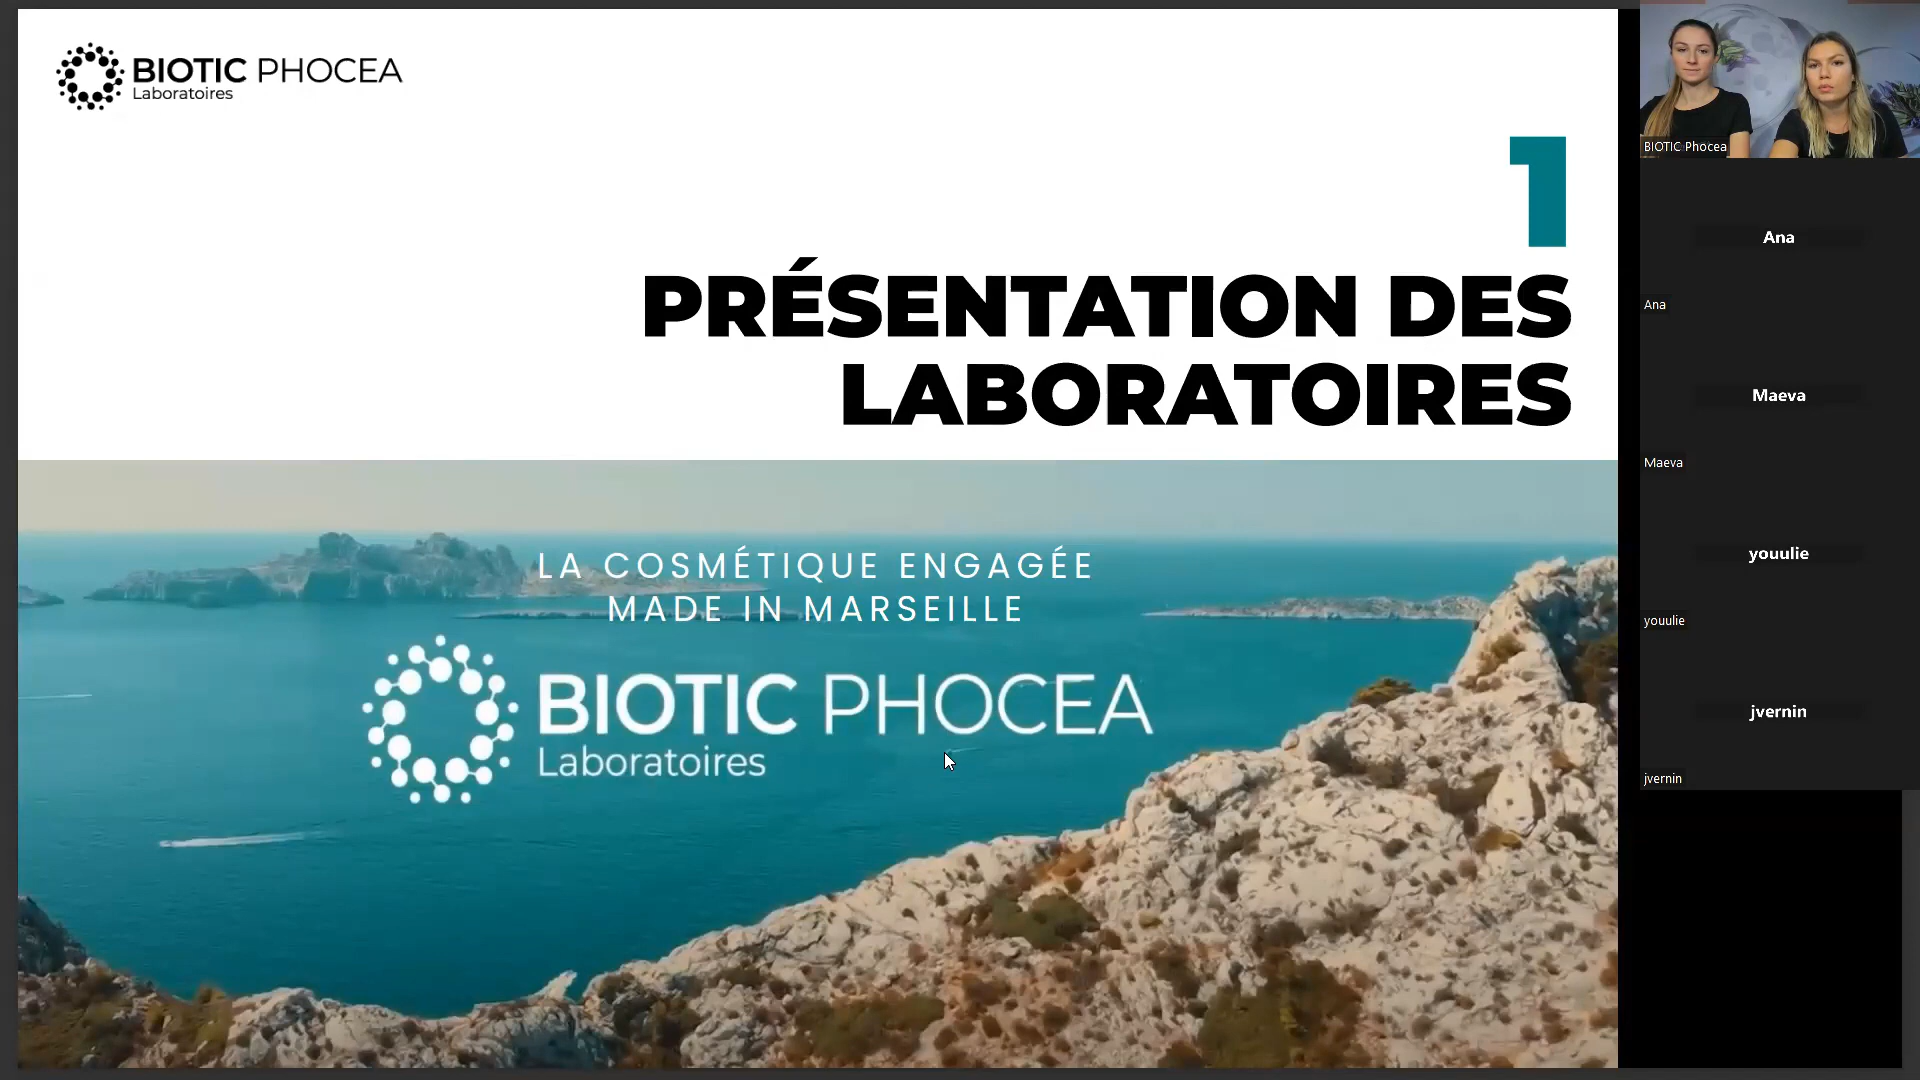 BIOTIC PHOCEA
Laboratoires
1
PRÉSENTATION DES
LABORATOIRES
LA COSMÉTIQUE ENGAGÉE
MADE IN MARSEILLE
BIOTIC PHOCEA
Laboratoires
BIOTIC Phocea
Ana
Ana
Maeva
Maeva
youulie
youulie
jvernin
jvernin